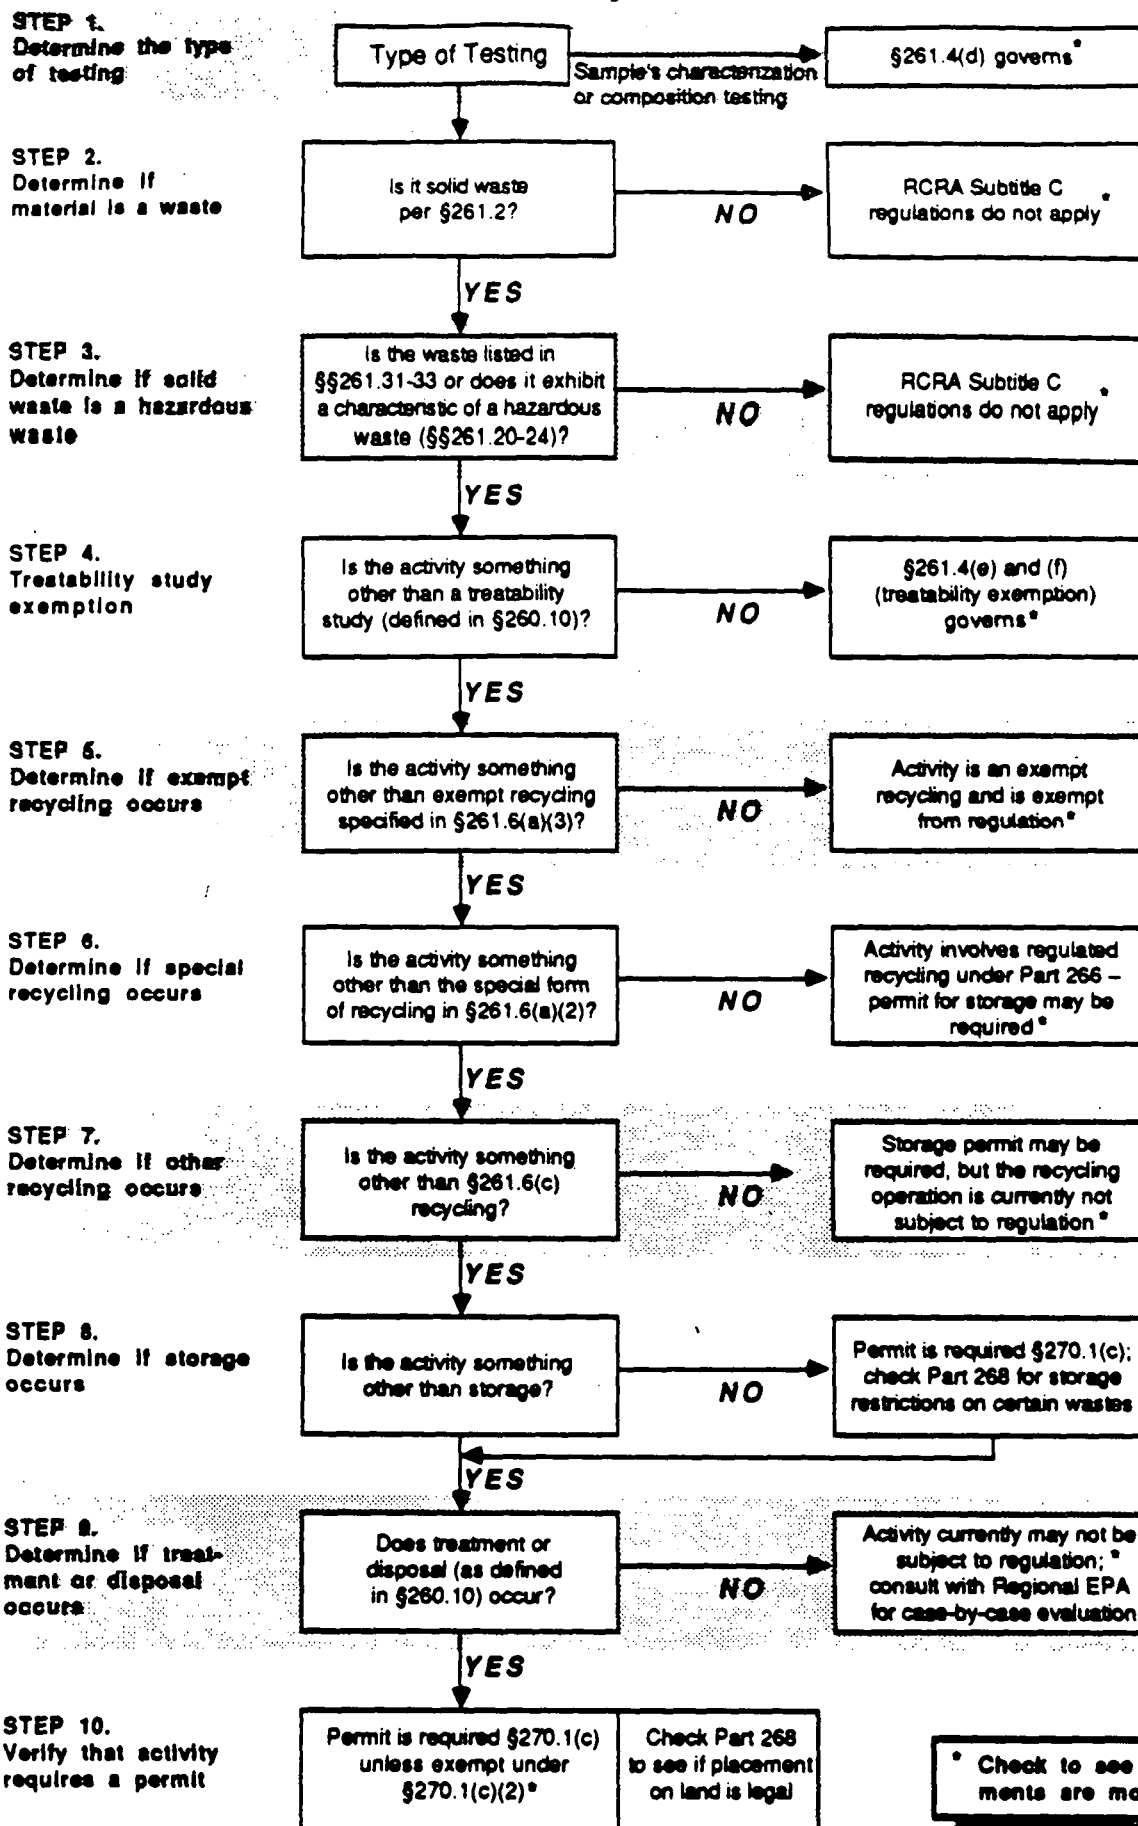 STEP 1.
Determine the type
of testing
Type of Testing
Sample's characterization
or composition testing
§261.4(d) governs*
STEP 2.
Determine if
material is a waste
Is it solid waste
per §261.2?
NO
RCRA Subtitle C
regulations do not apply*
YES
STEP 3.
Determine if solid
waste is a hazardous
waste
Is the waste listed in
§§261.31-33 or does it exhibit
a characteristic of a hazardous
waste (§§261.20-24)?
NO
RCRA Subtitle C
regulations do not apply*
YES
STEP 4.
Treatability study
exemption
Is the activity something
other than a treatability
study (defined in §260.10)?
NO
§261.4(e) and (f)
(treatability exemption)
governs*
YES
STEP 5.
Determine if exempt
recycling occurs
Is the activity something
other than exempt recycling
specified in §261.6(a)(3)?
NO
Activity is an exempt
recycling and is exempt
from regulation*
YES
STEP 6.
Determine if special
recycling occurs
Is the activity something
other than the special form
of recycling in §261.6(a)(2)?
NO
Activity involves regulated
recycling under Part 266 –
permit for storage may be
required*
YES
STEP 7.
Determine if other
recycling occurs
Is the activity something
other than §261.6(c)
recycling?
NO
Storage permit may be
required, but the recycling
operation is currently not
subject to regulation*
YES
STEP 8.
Determine if storage
occurs
Is the activity something
other than storage?
NO
Permit is required §270.1(c);
check Part 268 for storage
restrictions on certain wastes
YES
STEP 9.
Determine if treat-
ment or disposal
occurs
Does treatment or
disposal (as defined
in §260.10) occur?
NO
Activity currently may not be
subject to regulation;*
consult with Regional EPA
for case-by-case evaluation
YES
STEP 10.
Verify that activity
requires a permit
Permit is required §270.1(c)
unless exempt under
§270.1(c)(2)*
Check Part 268
to see if placement
on land is legal
* Check to see
ments are mo